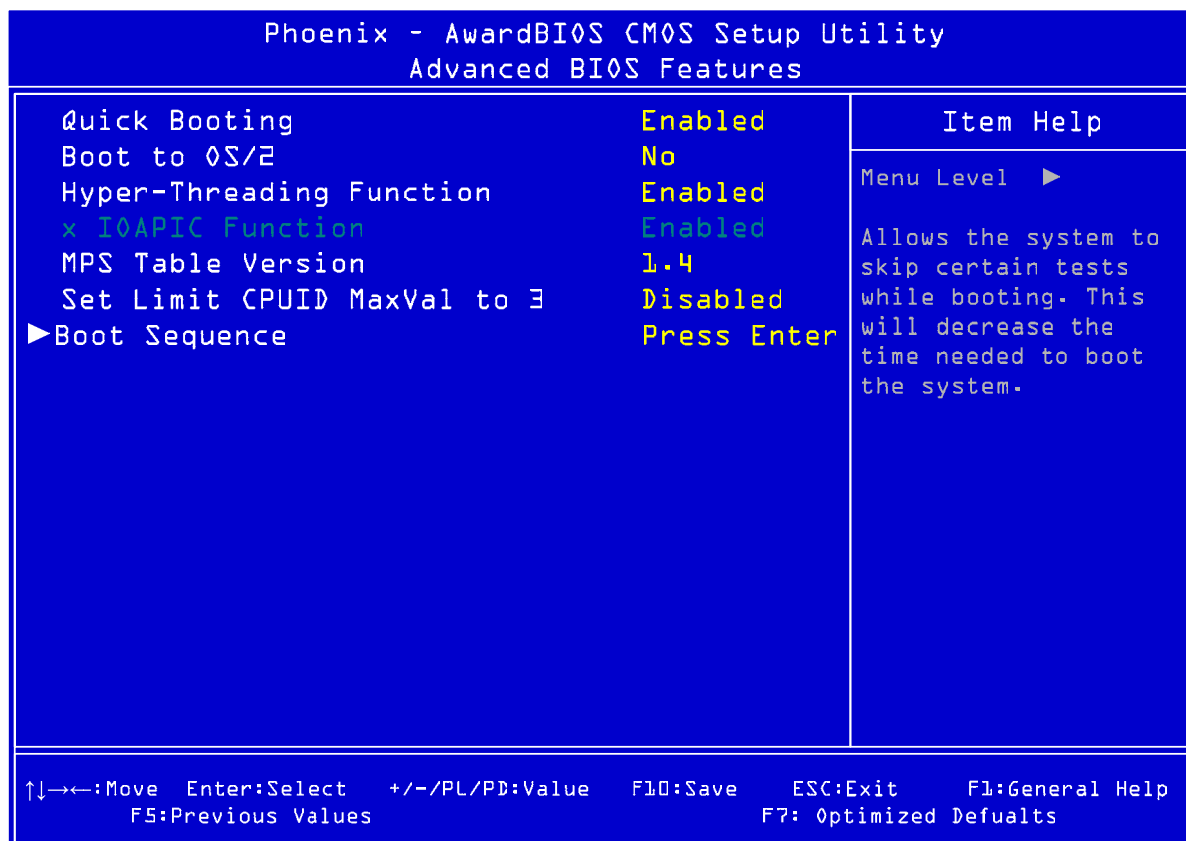 Phoenix - AwardBIOS CMOS Setup Utility
Advanced BIOS Features
Quick Booting Enabled
Boot to OS/2 No
Hyper-Threading Function Enabled
x IOAPIC Function Enabled
MPS Table Version 1.4
Set Limit CPUID MaxVal to 3 Disabled
▶Boot Sequence Press Enter
Item Help
Menu Level ▶
Allows the system to
skip certain tests
while booting. This
will decrease the
time needed to boot
the system.
↑↓→←:Move Enter:Select +/-/PL/PD:Value F10:Save ESC:Exit F1:General Help
F5:Previous Values F7: Optimized Defualts